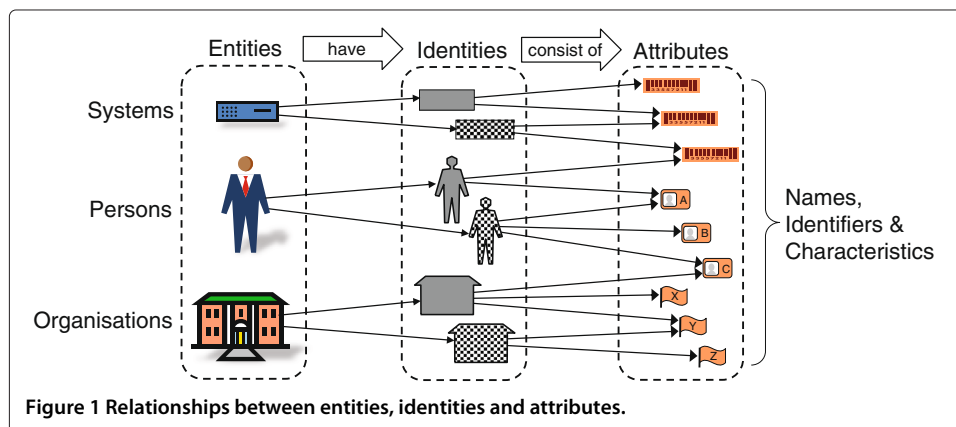 Entities
have
Identities
consist of
Attributes
Systems
Persons
Organisations
A
B
C
X
Y
Z
Names,
Identifiers &
Characteristics
Figure 1 Relationships between entities, identities and attributes.